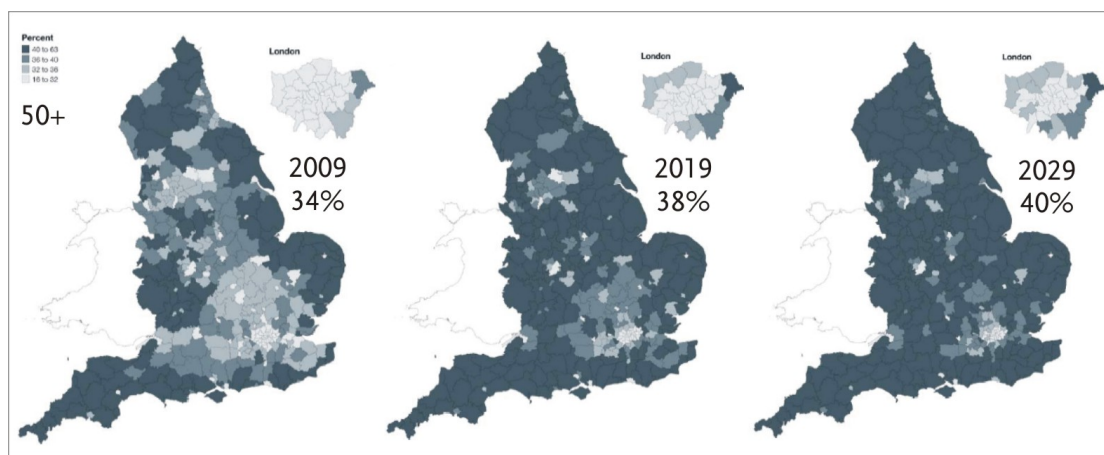 Percent
40 to 63
36 to 40
32 to 36
16 to 32
50+
London
2009
34%
London
2019
38%
London
2029
40%